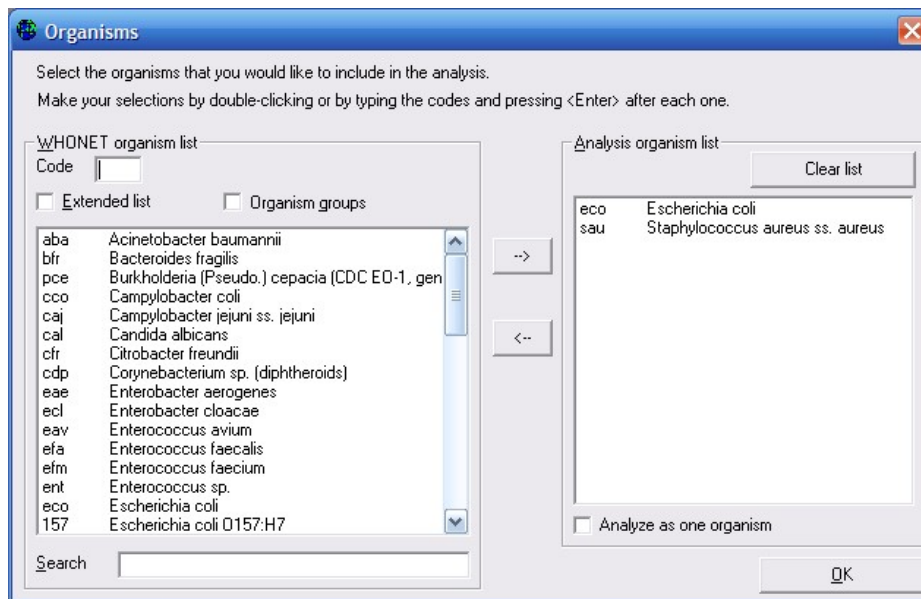 Organisms
Select the organisms that you would like to include in the analysis.
Make your selections by double-clicking or by typing the codes and pressing <Enter> after each one.
WHONET organism list
Code
Extended list Organism groups
aba Acinetobacter baumannii
bfr Bacteroides fragilis
pce Burkholderia (Pseudo.) cepacia (CDC EO-1, gen
cco Campylobacter coli
caj Campylobacter jejuni ss. jejuni
cal Candida albicans
cfr Citrobacter freundii
cdp Corynebacterium sp. (diphtheroids)
eae Enterobacter aerogenes
ecl Enterobacter cloacae
eav Enterococcus avium
efa Enterococcus faecalis
efm Enterococcus faecium
ent Enterococcus sp.
eco Escherichia coli
157 Escherichia coli O157:H7
Search
-->
<--
Analysis organism list
Clear list
eco Escherichia coli
sau Staphylococcus aureus ss. aureus
Analyze as one organism
OK